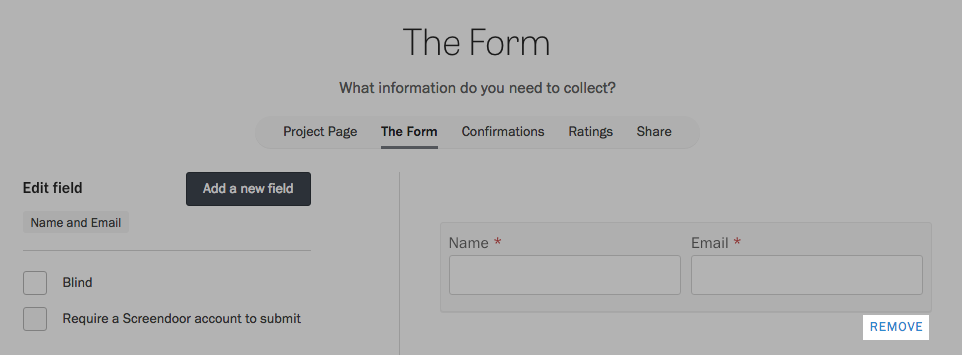 The Form
What information do you need to collect?
Project Page The Form Confirmations Ratings Share
Edit field
Add a new field
Name and Email
Blind
Require a Screendoor account to submit
Name * Email *
REMOVE